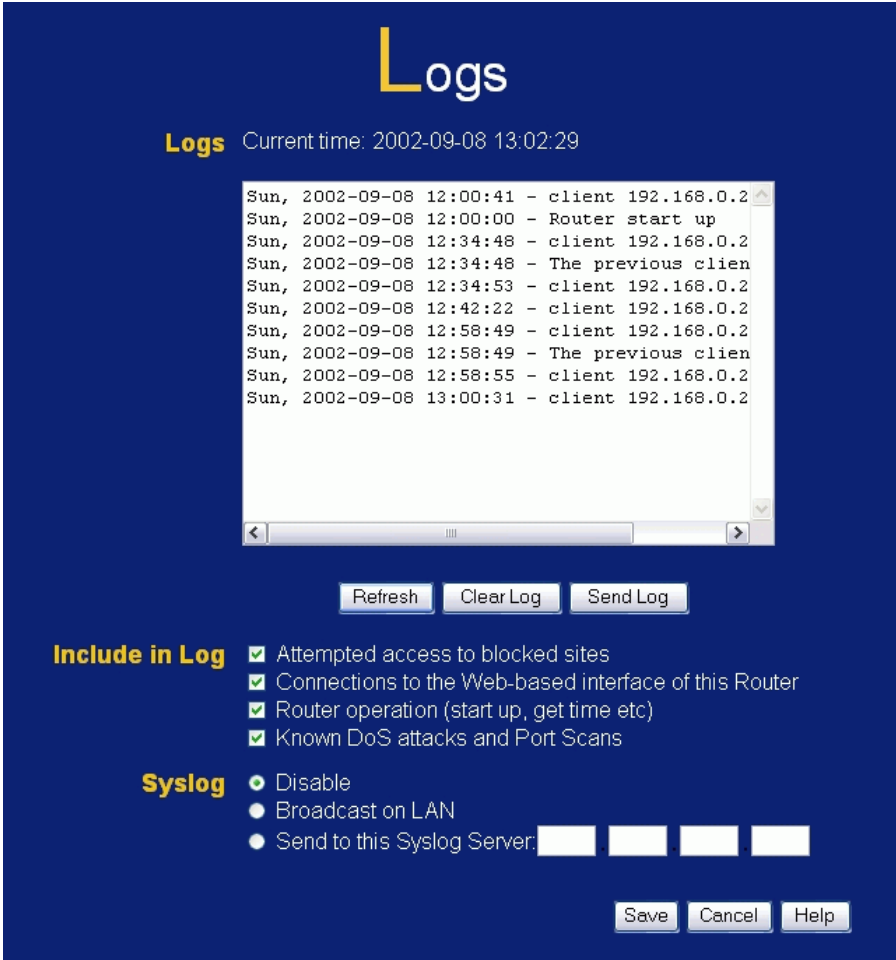 Logs
Logs Current time: 2002-09-08 13:02:29
Sun, 2002-09-08 12:00:41 - client 192.168.0.2
Sun, 2002-09-08 12:00:00 - Router start up
Sun, 2002-09-08 12:34:48 - client 192.168.0.2
Sun, 2002-09-08 12:34:48 - The previous clien
Sun, 2002-09-08 12:34:53 - client 192.168.0.2
Sun, 2002-09-08 12:42:22 - client 192.168.0.2
Sun, 2002-09-08 12:58:49 - client 192.168.0.2
Sun, 2002-09-08 12:58:49 - The previous clien
Sun, 2002-09-08 12:58:55 - client 192.168.0.2
Sun, 2002-09-08 13:00:31 - client 192.168.0.2
Refresh Clear Log Send Log
Include in Log Attempted access to blocked sites
Connections to the Web-based interface of this Router
Router operation (start up, get time etc)
Known DoS attacks and Port Scans
Syslog Disable
Broadcast on LAN
Send to this Syslog Server: . . .
Save Cancel Help